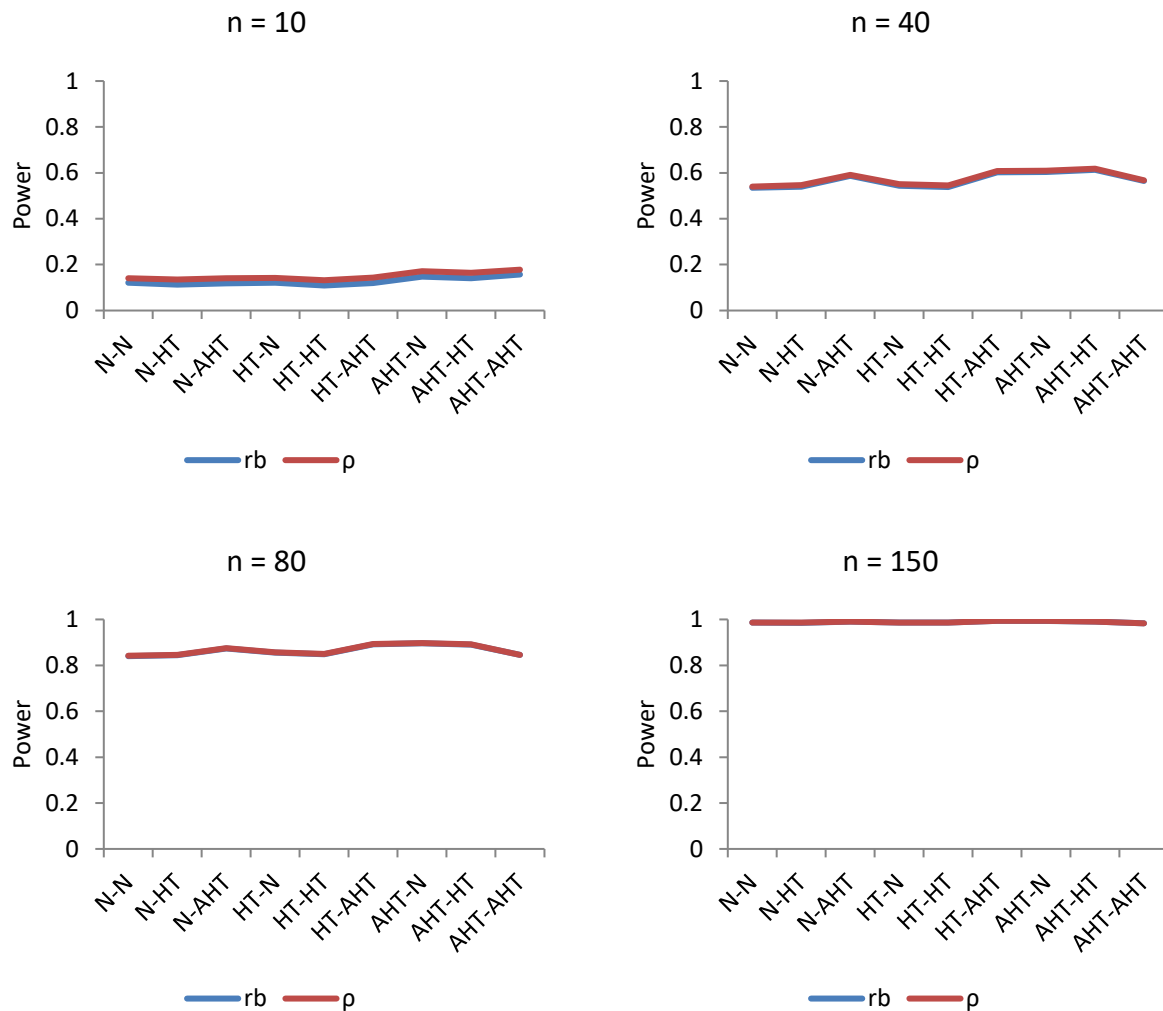 n = 10
1
0.8
0.6
0.4
0.2
0
Power
N-N
N-HT
N-AHT
HT-N
HT-HT
HT-AHT
AHT-N
AHT-HT
AHT-AHT
rb ρ
n = 40
1
0.8
0.6
0.4
0.2
0
Power
N-N
N-HT
N-AHT
HT-N
HT-HT
HT-AHT
AHT-N
AHT-HT
AHT-AHT
rb ρ
n = 80
1
0.8
0.6
0.4
0.2
0
Power
N-N
N-HT
N-AHT
HT-N
HT-HT
HT-AHT
AHT-N
AHT-HT
AHT-AHT
rb ρ
n = 150
1
0.8
0.6
0.4
0.2
0
Power
N-N
N-HT
N-AHT
HT-N
HT-HT
HT-AHT
AHT-N
AHT-HT
AHT-AHT
rb ρ